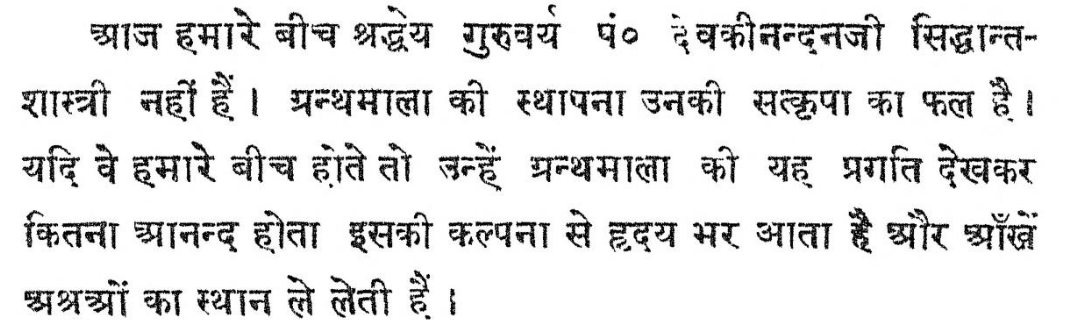 आज हमारे बीच श्रद्धेय गुरुवर्य पं० देवकीनन्दनजी सिद्धान्त-
शास्त्री नहीं हैं । ग्रन्थमाला की स्थापना उनकी सत्कृपा का फल है ।
यदि वे हमारे बीच होते तो उन्हें ग्रन्थमाला की यह प्रगति देखकर
कितना आनन्द होता इसकी कल्पना से हृदय भर आता है और आँखें
अश्रओं का स्थान ले लेती हैं ।